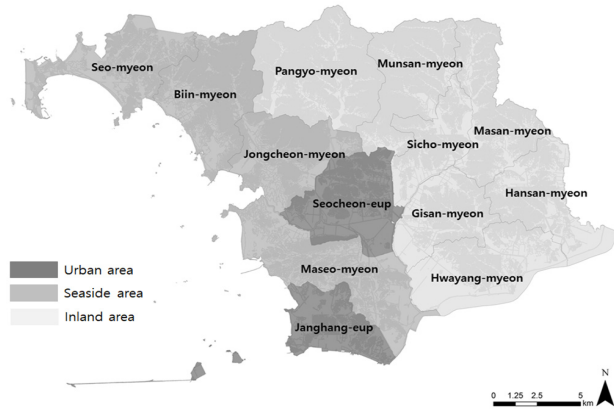 Seo-myeon
Biin-myeon
Pangyo-myeon
Munsan-myeon
Jongcheon-myeon
Sicho-myeon
Masan-myeon
Seocheon-eup
Gisan-myeon
Hansan-myeon
Maseo-myeon
Hwayang-myeon
Janghang-eup
Urban area
Seaside area
Inland area
N
0 1.25 2.5 5
km